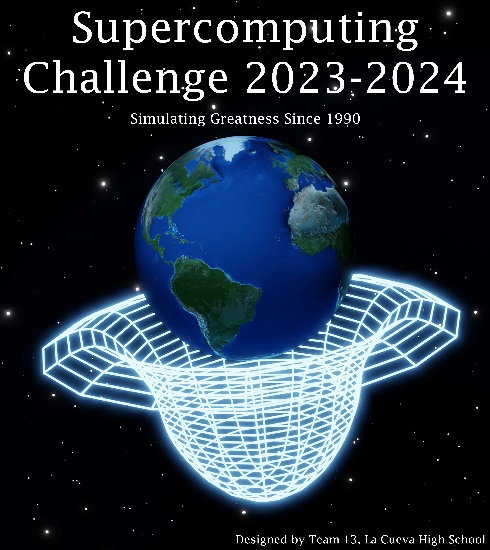 Supercomputing
Challenge 2023-2024
Simulating Greatness Since 1990
Designed by Team 13, La Cueva High School